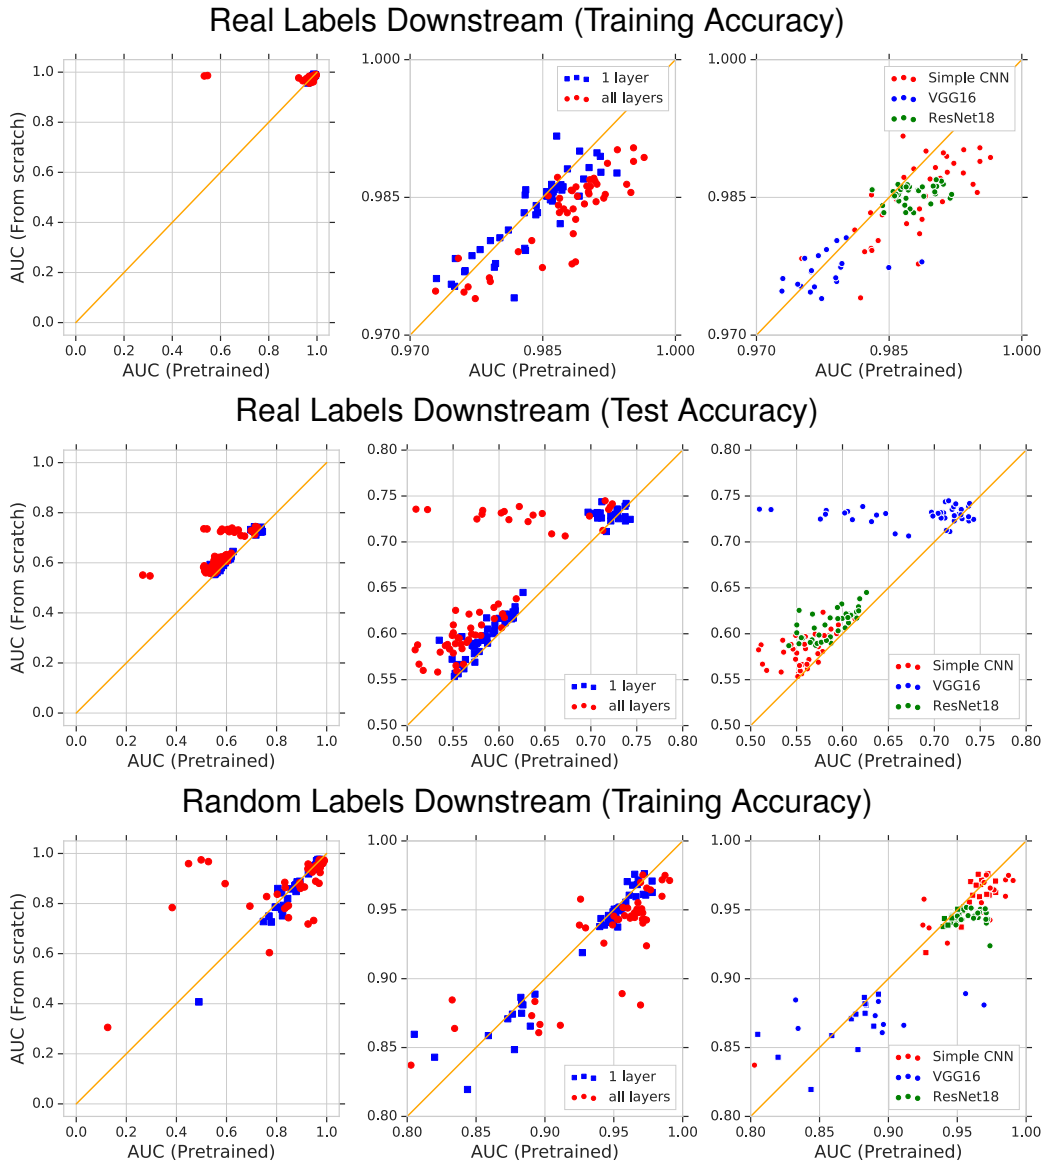 Real Labels Downstream (Training Accuracy)
AUC (From scratch)
1.0
0.8
0.6
0.4
0.2
0.0
0.0 0.2 0.4 0.6 0.8 1.0
AUC (Pretrained)
1.000
0.985
0.970
0.970 0.985 1.000
AUC (Pretrained)
1 layer
all layers
0.970 0.985 1.000
1.000
0.985
0.970
AUC (Pretrained)
Simple CNN
VGG16
ResNet18
Real Labels Downstream (Test Accuracy)
AUC (From scratch)
1.0
0.8
0.6
0.4
0.2
0.0
0.0 0.2 0.4 0.6 0.8 1.0
AUC (Pretrained)
0.80
0.75
0.70
0.65
0.60
0.55
0.50
0.50 0.55 0.60 0.65 0.70 0.75 0.80
AUC (Pretrained)
1 layer
all layers
0.80
0.75
0.70
0.65
0.60
0.55
0.50
0.50 0.55 0.60 0.65 0.70 0.75 0.80
AUC (Pretrained)
Simple CNN
VGG16
ResNet18
Random Labels Downstream (Training Accuracy)
AUC (From scratch)
1.0
0.8
0.6
0.4
0.2
0.0
0.0 0.2 0.4 0.6 0.8 1.0
AUC (Pretrained)
1.00
0.95
0.90
0.85
0.80
0.80 0.85 0.90 0.95 1.00
AUC (Pretrained)
1 layer
all layers
1.00
0.95
0.90
0.85
0.80
0.80 0.85 0.90 0.95 1.00
AUC (Pretrained)
Simple CNN
VGG16
ResNet18